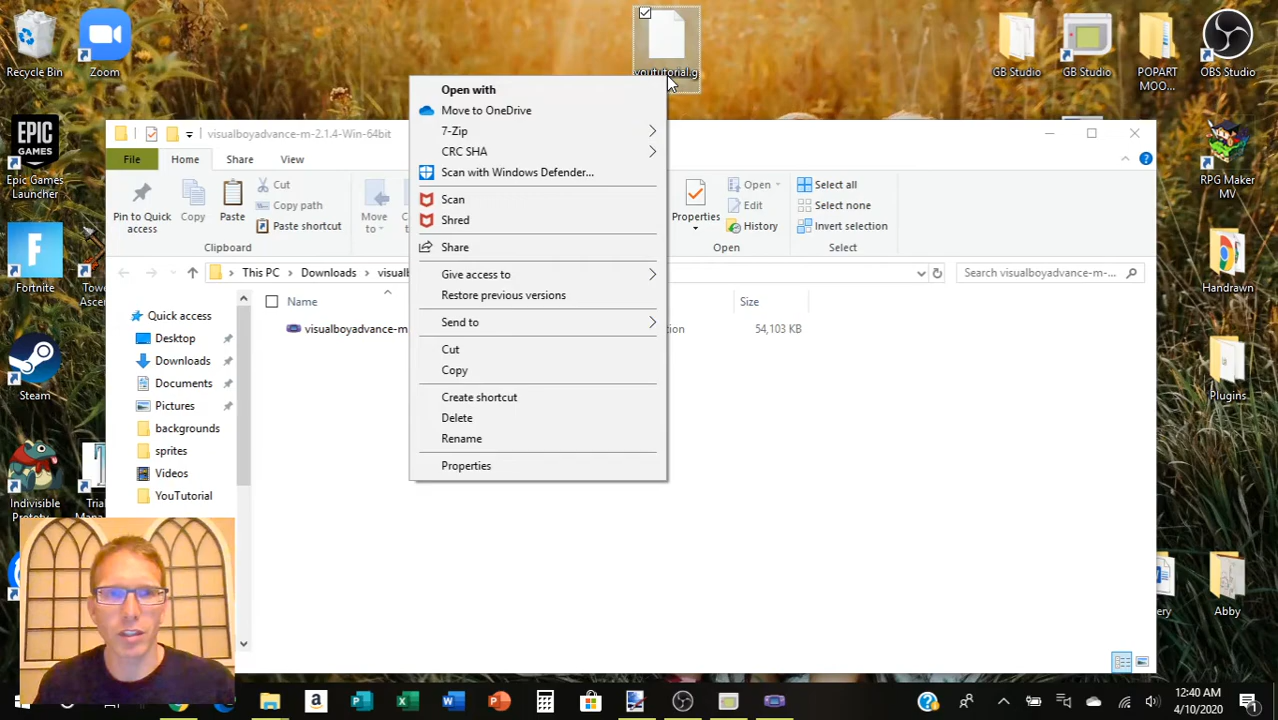 Recycle Bin
Zoom
yoututorial.g
GB Studio
GB Studio
POPART
MOO...
OBS Studio
Epic Games
Launcher
RPG Maker
MV
Fortnite
Handrawn
Steam
Plugins
Indivisible
Abby
Open with
Move to OneDrive
7-Zip
CRC SHA
Scan with Windows Defender...
Scan
Shred
Share
Give access to
Restore previous versions
Send to
Cut
Copy
Create shortcut
Delete
Rename
Properties
visualboyadvance-m-2.1.4-Win-64bit
File
Home
Share
View
Pin to Quick
access
Copy
Paste
Cut
Copy path
Paste shortcut
Clipboard
Move
to
Properties
Open
Edit
History
Open
Select all
Select none
Invert selection
Select
This PC
Downloads
Search visualboyadvance-m-...
Name
Size
visualboyadvance-m
54,103 KB
Quick access
Desktop
Downloads
Documents
Pictures
backgrounds
sprites
Videos
YouTutorial
12:40 AM
4/10/2020